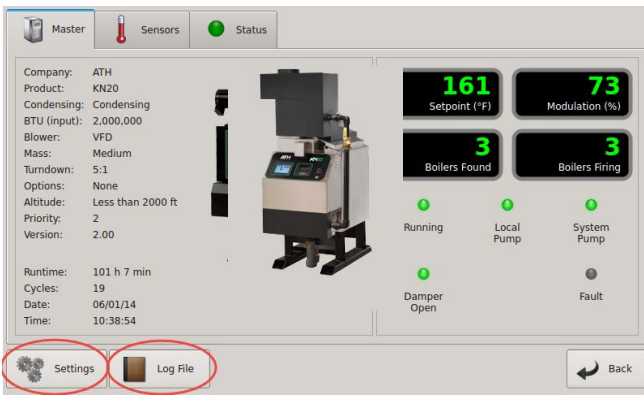 Master
Sensors
Status
Company: ATH
Product: KN20
Condensing: Condensing
BTU (input): 2,000,000
Blower: VFD
Mass: Medium
Turndown: 5:1
Options: None
Altitude: Less than 2000 ft
Priority: 2
Version: 2.00
Runtime: 101 h 7 min
Cycles: 19
Date: 06/01/14
Time: 10:38:54
ATH
161
Setpoint (°F)
73
Modulation (%)
3
Boilers Found
3
Boilers Firing
Running
Local
Pump
System
Pump
Damper
Open
Fault
Settings
Log File
Back